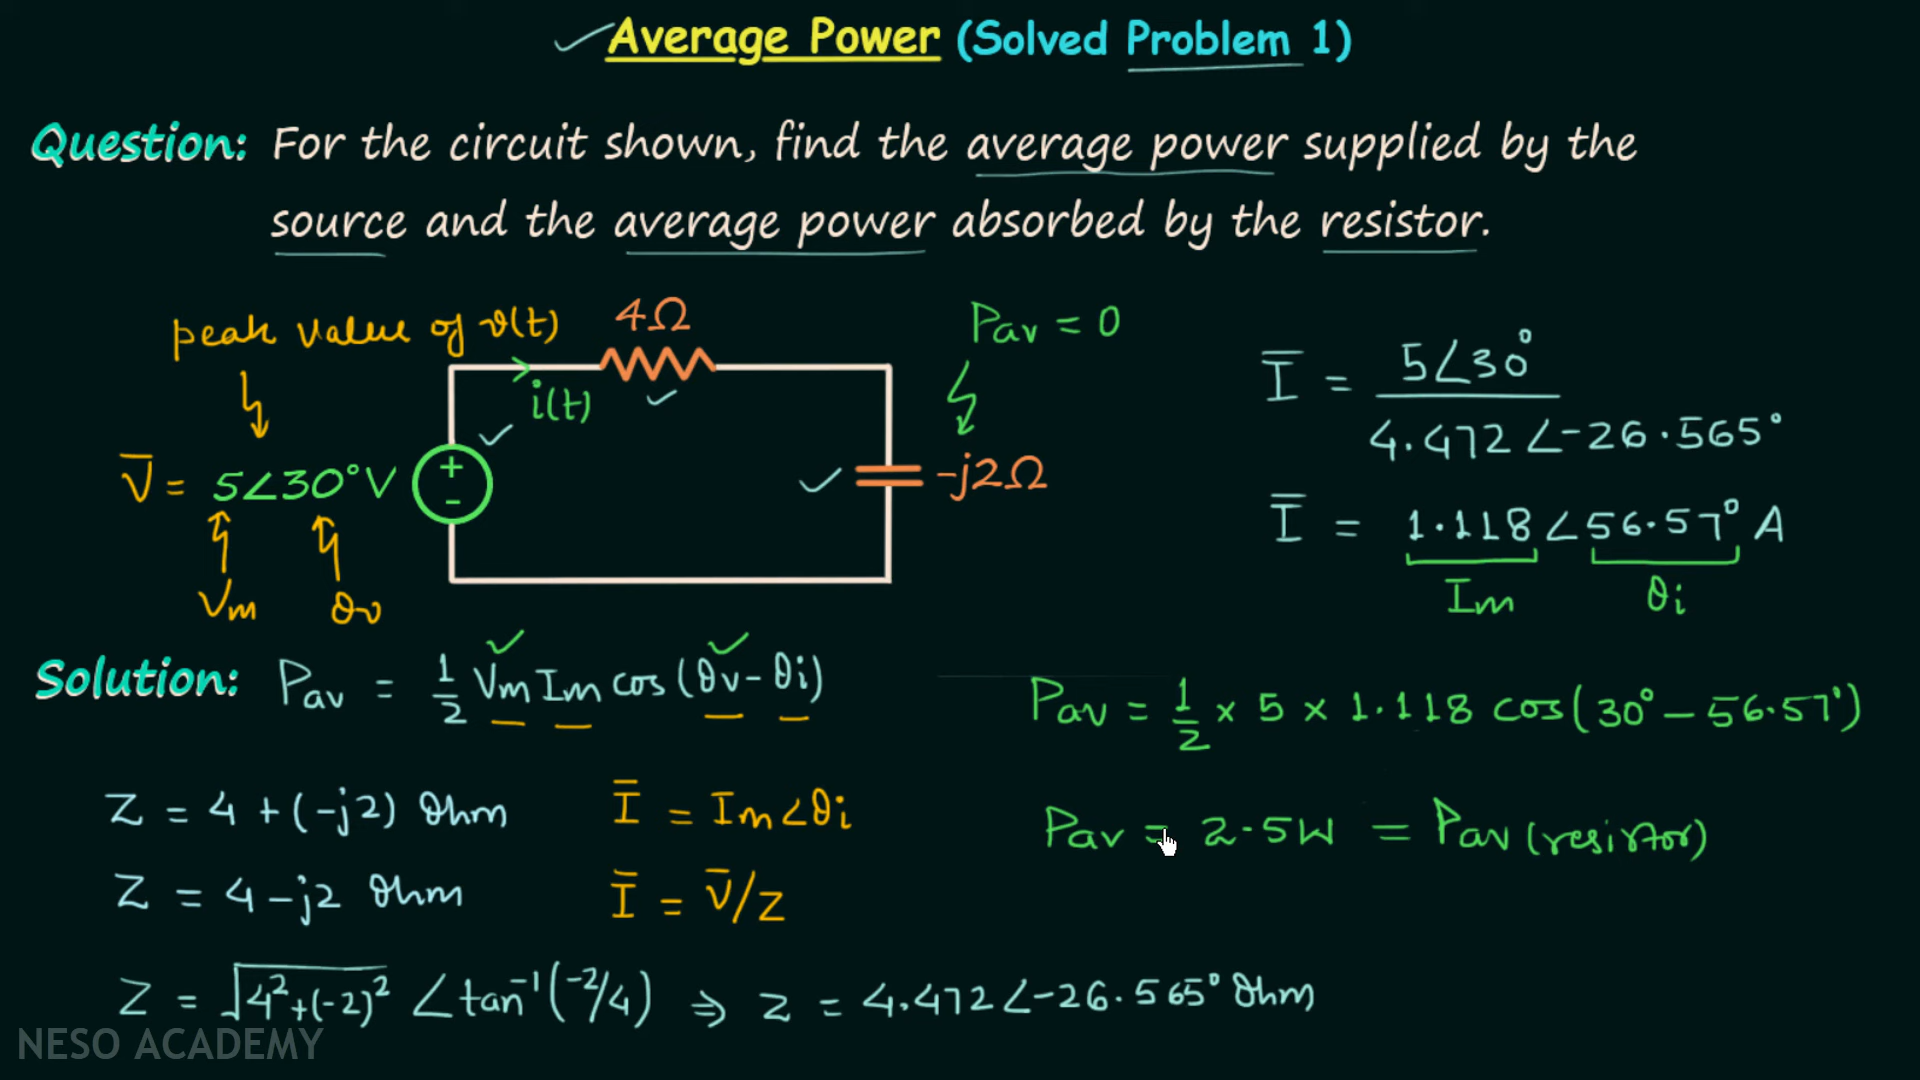 Average Power (Solved Problem 1)
Question: For the circuit shown, find the average power supplied by the
source and the average power absorbed by the resistor.
peak value of v(t)
4Ω
i(t)
Pav = 0
-j2Ω
V̅ = 5∠30°V
+
-
Vm
θv
I̅ = 5∠30° / 4.472∠-26.565°
I̅ = 1.118∠56.57° A
Im
θi
Solution: Pav = 1/2 Vm Im cos(θv - θi)
Z = 4 + (-j2) Ohm
Z = 4 - j2 Ohm
Z = √4² + (-2)² ∠tan⁻¹(-2/4) ⇒ Z = 4.472∠-26.565° Ohm
I̅ = Im∠θi
I̅ = V̅/Z
Pav = 1/2 × 5 × 1.118 cos(30° - 56.57°)
Pav = 2.5W = Pav (resistor)
NESO ACADEMY